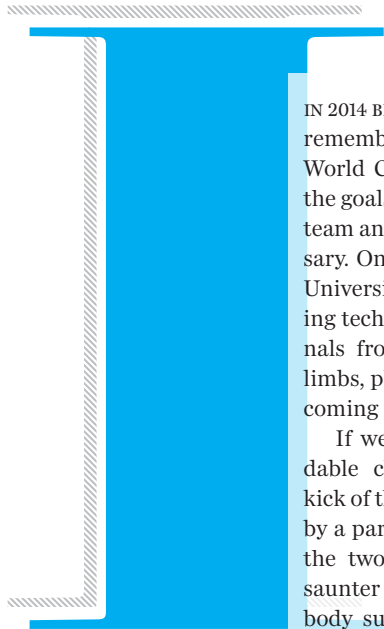 IN 2014 B
rememb
World C
the goal
team an
sary. On
Universi
ing tech
nals fro
limbs, p
coming
If we
dable c
kick of t
by a par
the two
saunter
body su